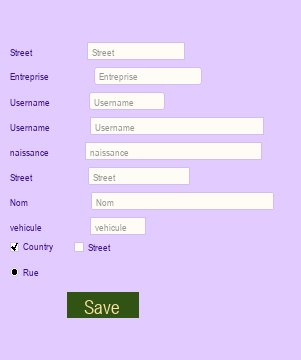 Street Street
Entreprise Entreprise
Username Username
Username Username
naissance naissance
Street Street
Nom Nom
vehicule vehicule
Country Street
Rue
Save